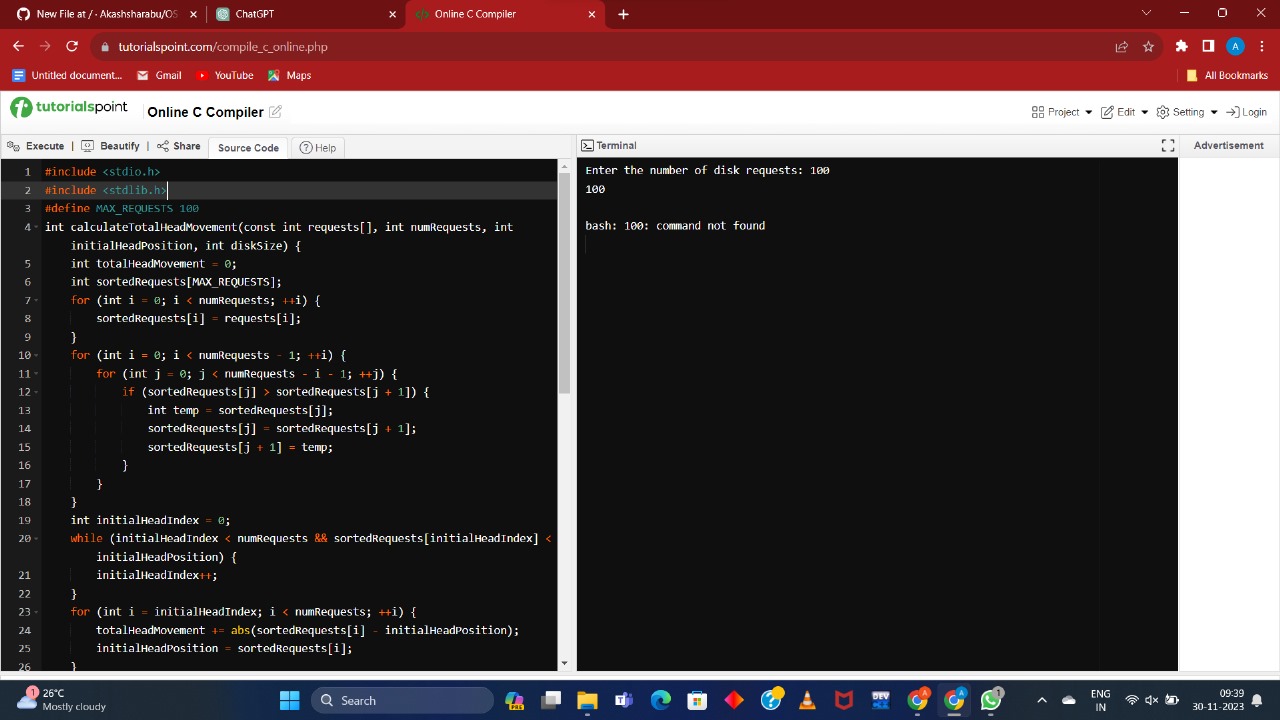 New File at / · Akashsharabu/OS
ChatGPT
Online C Compiler
tutorialspoint.com/compile_c_online.php
A
Untitled document...
Gmail
YouTube
Maps
All Bookmarks
tutorialspoint
Online C Compiler
Project
Edit
Setting
Login
Execute | Beautify | Share
Source Code
Help
Terminal
Advertisement
1 #include <stdio.h>
2 #include <stdlib.h>
3 #define MAX_REQUESTS 100
4 int calculateTotalHeadMovement(const int requests[], int numRequests, int
initialHeadPosition, int diskSize) {
5 int totalHeadMovement = 0;
6 int sortedRequests[MAX_REQUESTS];
7 for (int i = 0; i < numRequests; ++i) {
8 sortedRequests[i] = requests[i];
9 }
10 for (int i = 0; i < numRequests - 1; ++i) {
11 for (int j = 0; j < numRequests - i - 1; ++j) {
12 if (sortedRequests[j] > sortedRequests[j + 1]) {
13 int temp = sortedRequests[j];
14 sortedRequests[j] = sortedRequests[j + 1];
15 sortedRequests[j + 1] = temp;
16 }
17 }
18 }
19 int initialHeadIndex = 0;
20 while (initialHeadIndex < numRequests && sortedRequests[initialHeadIndex] <
initialHeadPosition) {
21 initialHeadIndex++;
22 }
23 for (int i = initialHeadIndex; i < numRequests; ++i) {
24 totalHeadMovement += abs(sortedRequests[i] - initialHeadPosition);
25 initialHeadPosition = sortedRequests[i];
26 }
Enter the number of disk requests: 100
100
bash: 100: command not found
1
26°C
Mostly cloudy
Search
PRE
DEV
A
A
1
ENG
IN
09:39
30-11-2023